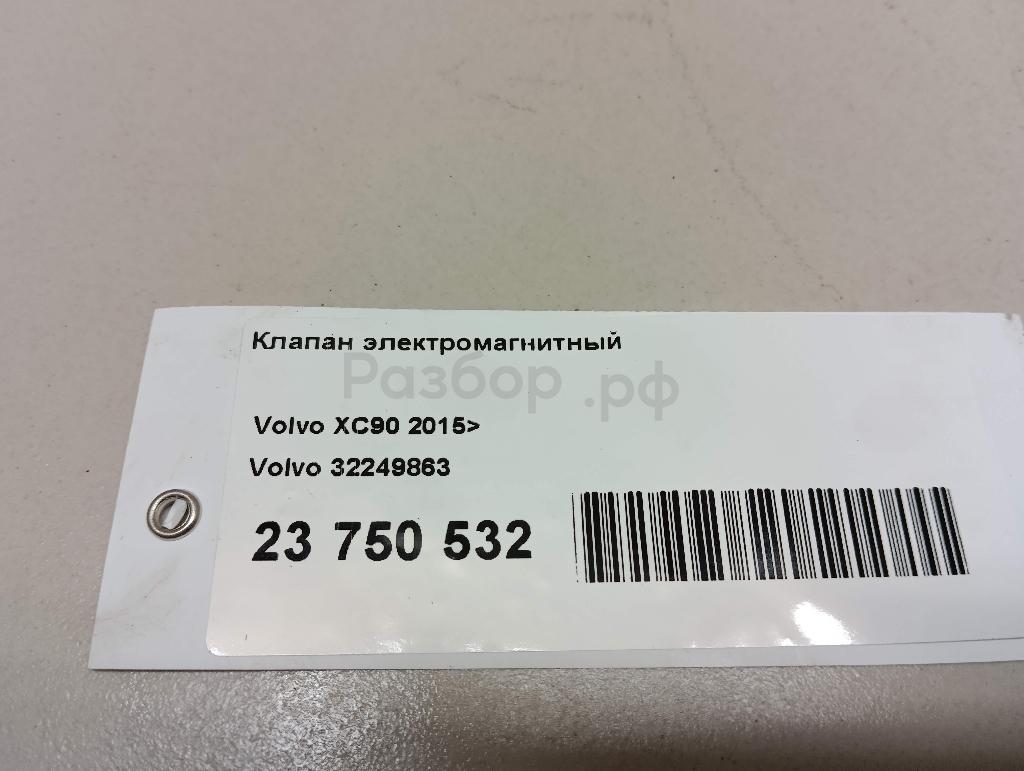 Клапан электромагнитный
Разбор.рф
Volvo XC90 2015>
Volvo 32249863
23 750 532